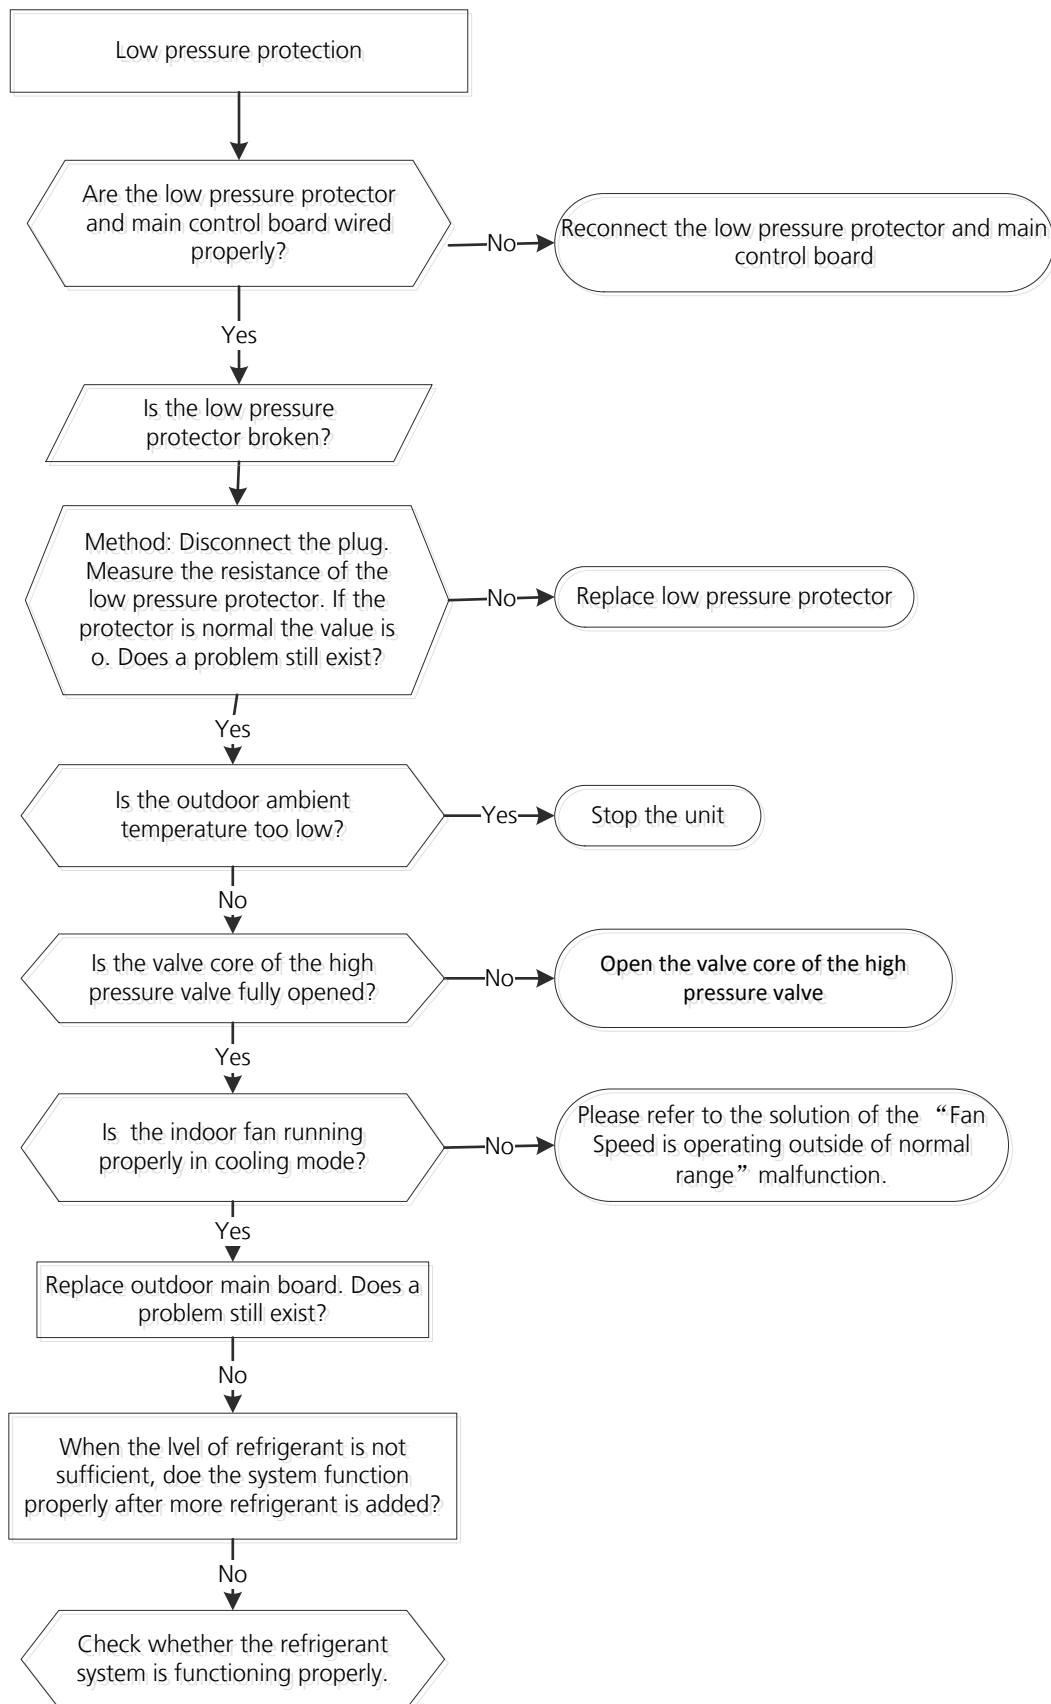 Low pressure protection
Are the low pressure protector
and main control board wired
properly?
No
Reconnect the low pressure protector and main
control board
Yes
Is the low pressure
protector broken?
Method: Disconnect the plug.
Measure the resistance of the
low pressure protector. If the
protector is normal the value is
o. Does a problem still exist?
No
Replace low pressure protector
Yes
Is the outdoor ambient
temperature too low?
Yes
Stop the unit
No
Is the valve core of the high
pressure valve fully opened?
No
Open the valve core of the high
pressure valve
Yes
Is the indoor fan running
properly in cooling mode?
No
Please refer to the solution of the “Fan
Speed is operating outside of normal
range” malfunction.
Yes
Replace outdoor main board. Does a
problem still exist?
No
When the lvel of refrigerant is not
sufficient, doe the system function
properly after more refrigerant is added?
No
Check whether the refrigerant
system is functioning properly.